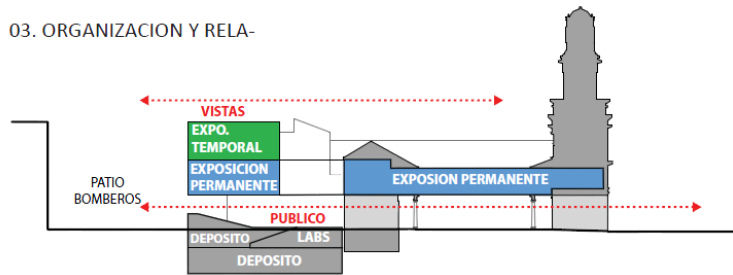 03. ORGANIZACION Y RELA-
VISTAS
EXPO.
TEMPORAL
EXPOSICION
PERMANENTE
EXPOSION PERMANENTE
PATIO
BOMBEROS
PUBLICO
DEPOSITO
LABS
DEPOSITO